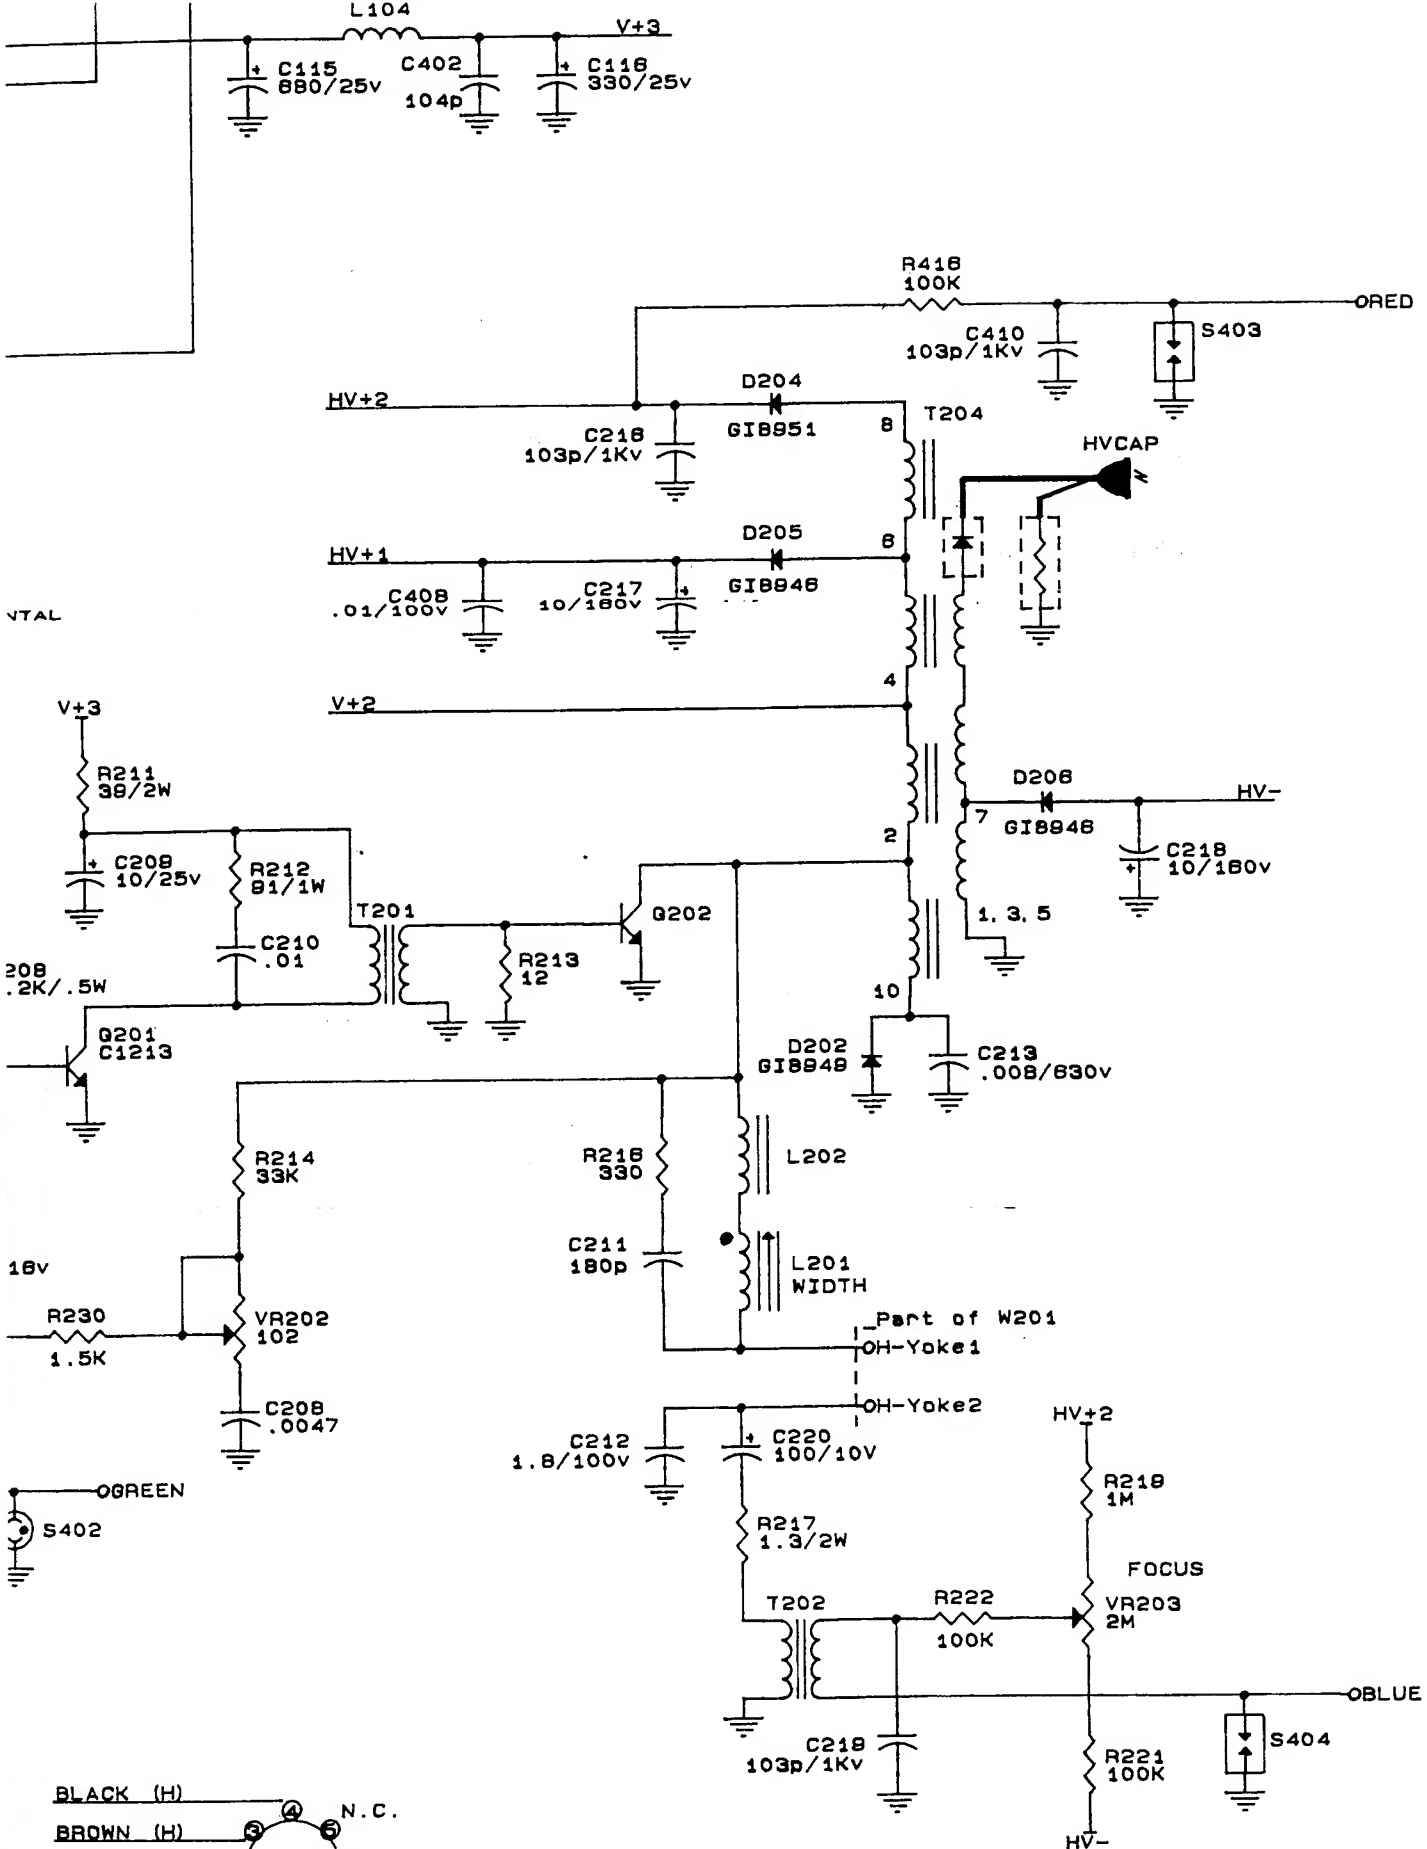 L104
V+3
C115
680/25v
C402
104p
C116
330/25v
R416
100K
RED
C410
103p/1Kv
S403
D204
HV+2
GI8951
8
T204
C216
103p/1Kv
HVCAP
D205
6
HV+1
GI8946
C408
.01/100v
C217
10/160v
NTAL
4
V+3
V+2
R211
39/2W
D206
HV-
7
GI8946
2
C209
10/25v
R212
91/1W
C218
10/160v
T201
Q202
1, 3, 5
C210
.01
R213
12
208
.2K/.5W
10
Q201
C1213
D202
GI8949
C213
.008/630v
R214
33K
R216
330
L202
C211
180p
16v
L201
WIDTH
R230
1.5K
VR202
102
Part of W201
H-Yoke1
C208
.0047
H-Yoke2
HV+2
C212
1.8/100v
C220
100/10V
R219
1M
GREEN
S402
R217
1.3/2W
FOCUS
T202
R222
100K
VR203
2M
BLUE
C219
103p/1Kv
S404
R221
100K
BLACK (H)
4
N.C.
BROWN (H)
3
5
HV-